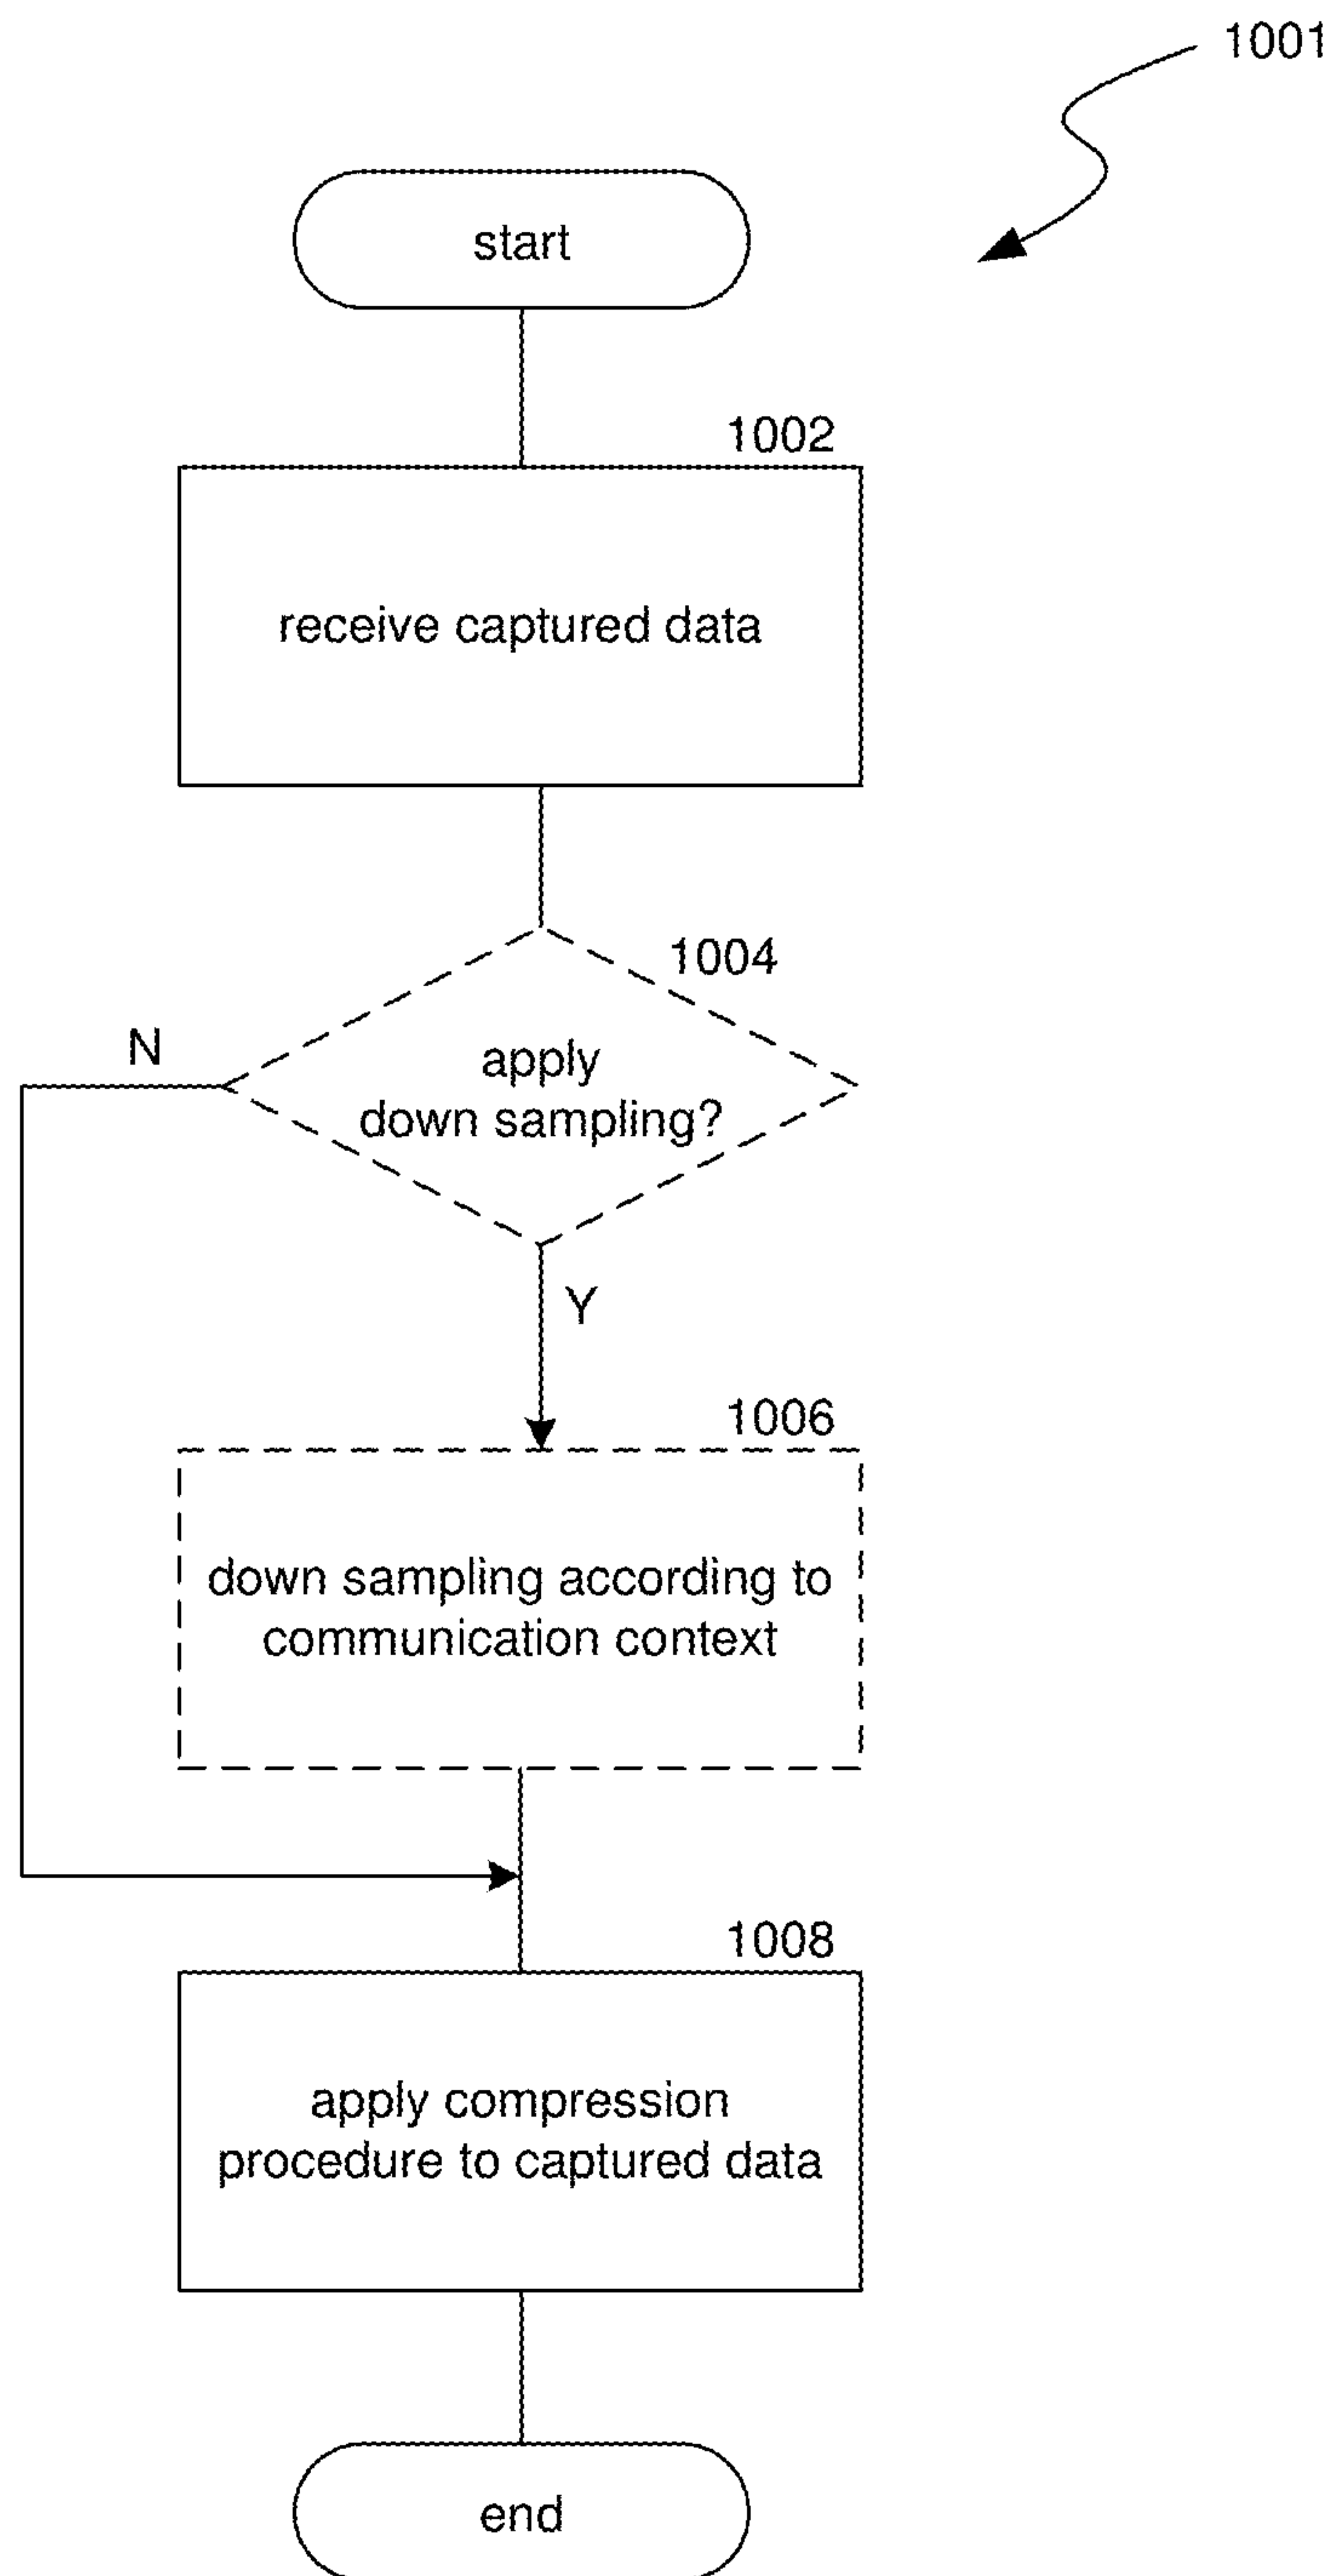 1001
start
1002
receive captured data
1004
N
apply
down sampling?
Y
1006
down sampling according to
communication context
1008
apply compression
procedure to captured data
end